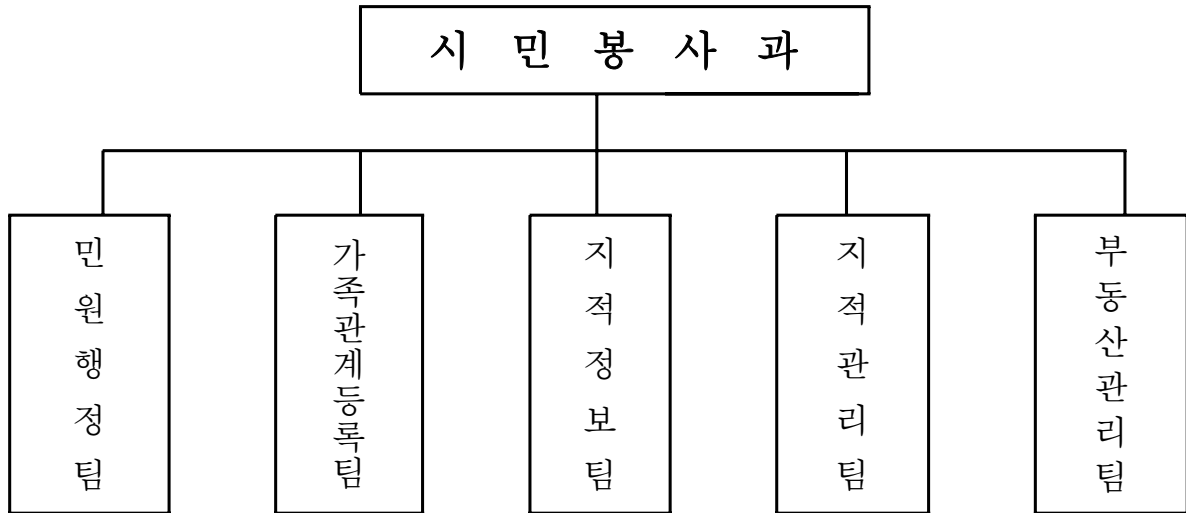 시 민 봉 사 과
민원행정팀
가족관계등록팀
지적정보팀
지적관리팀
부동산관리팀